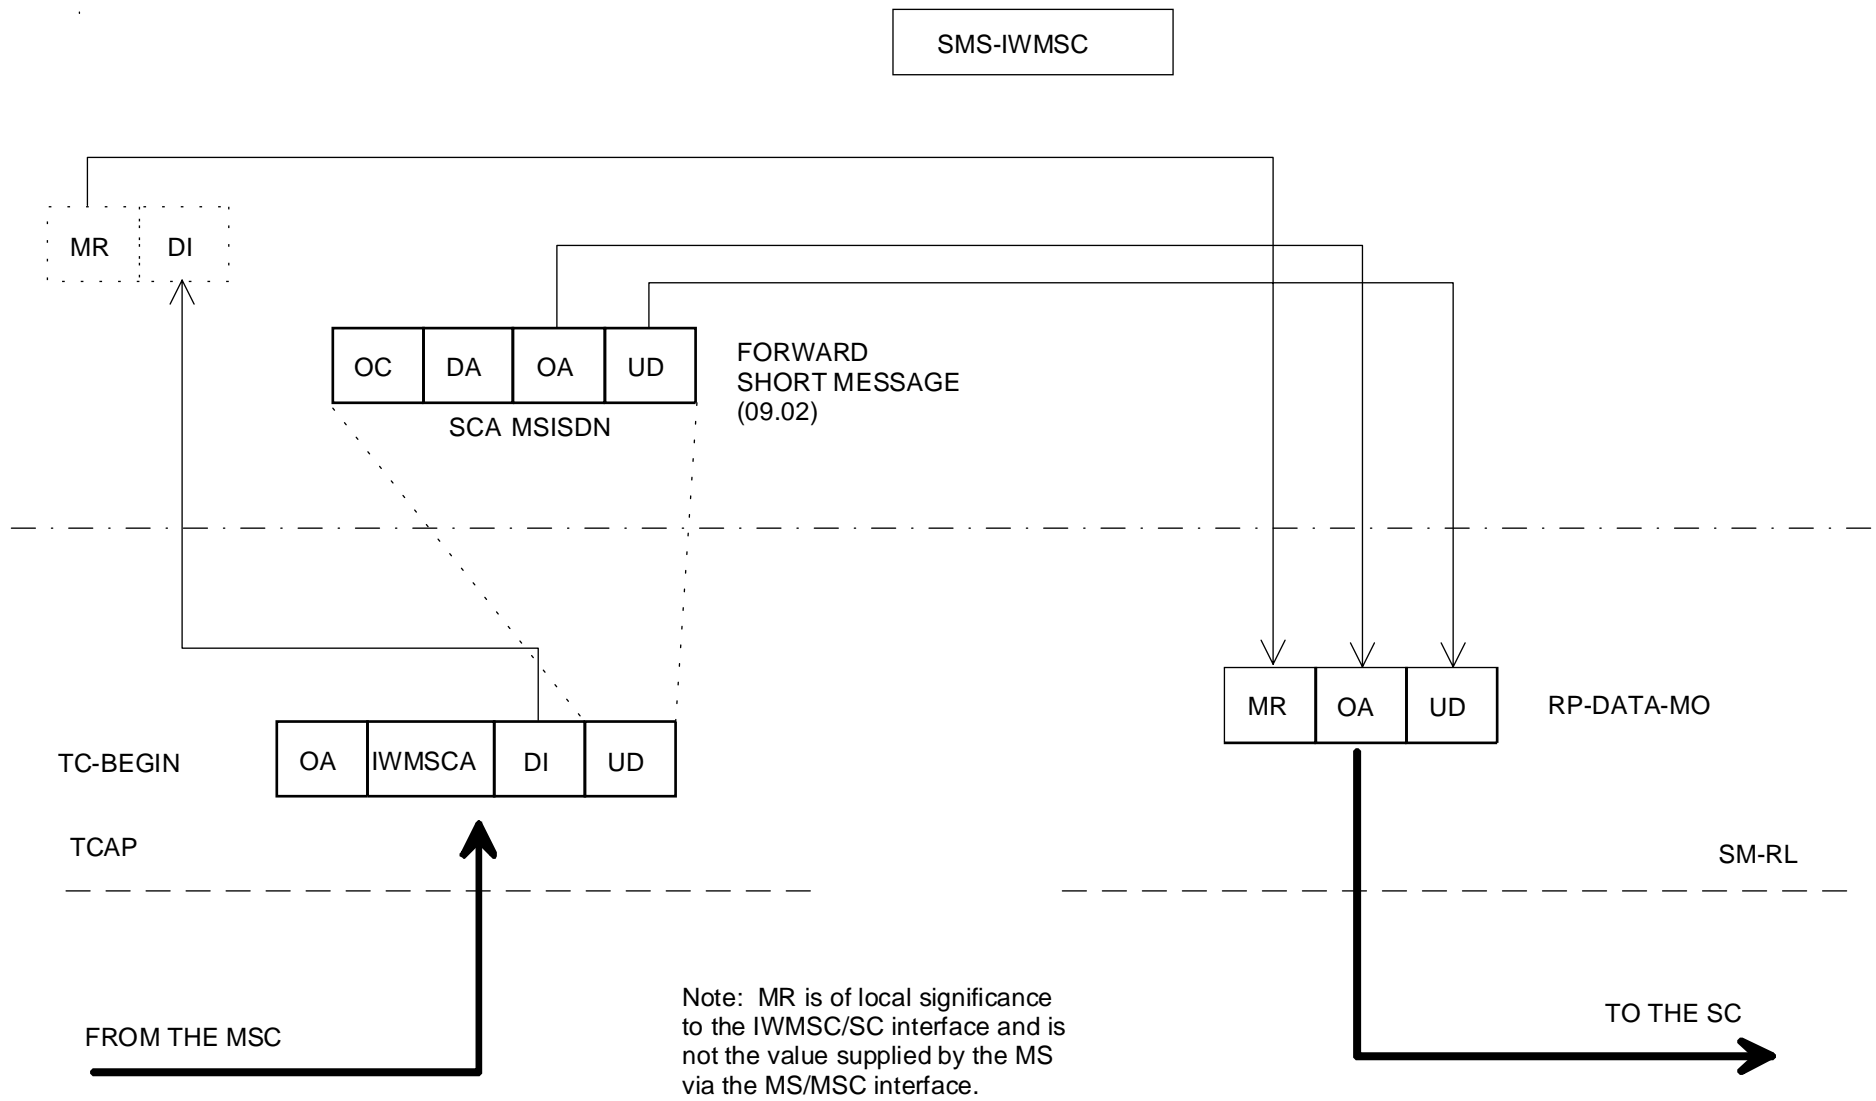 SMS-IWMSC
MR DI
OC DA OA UD
SCA MSISDN
FORWARD
SHORT MESSAGE
(09.02)
MR OA UD
RP-DATA-MO
TC-BEGIN
OA IWMSCA DI UD
TCAP
SM-RL
FROM THE MSC
Note: MR is of local significance
to the IWMSC/SC interface and is
not the value supplied by the MS
via the MS/MSC interface.
TO THE SC